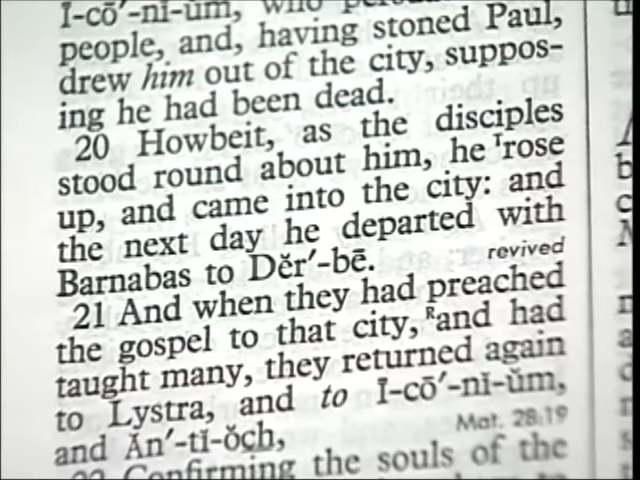 Ī-cō′-nĭ-ŭm, who
people, and, having stoned Paul,
drew him out of the city, suppos-
ing he had been dead.
20 Howbeit, as the disciples
stood round about him, he ᵀrose
up, and came into the city: and
the next day he departed with
Barnabas to Dĕr′-bē. revived
21 And when they had preached
the gospel to that city, ᴿand had
taught many, they returned again
to Lystra, and to Ī-cō′-nĭ-ŭm,
and Ăn′-tĭ-ŏch, Mat. 28:19
22 Confirming the souls of the